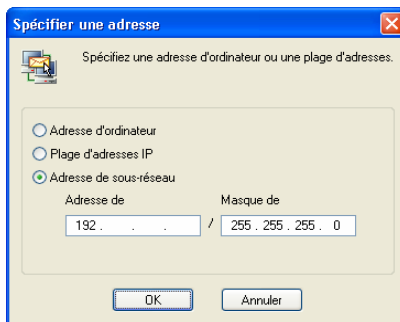 Spécifier une adresse
Spécifiez une adresse d'ordinateur ou une plage d'adresses.
Adresse d'ordinateur
Plage d'adresses IP
Adresse de sous-réseau
Adresse de Masque de
192 . . . / 255 . 255 . 255 . 0
OK Annuler